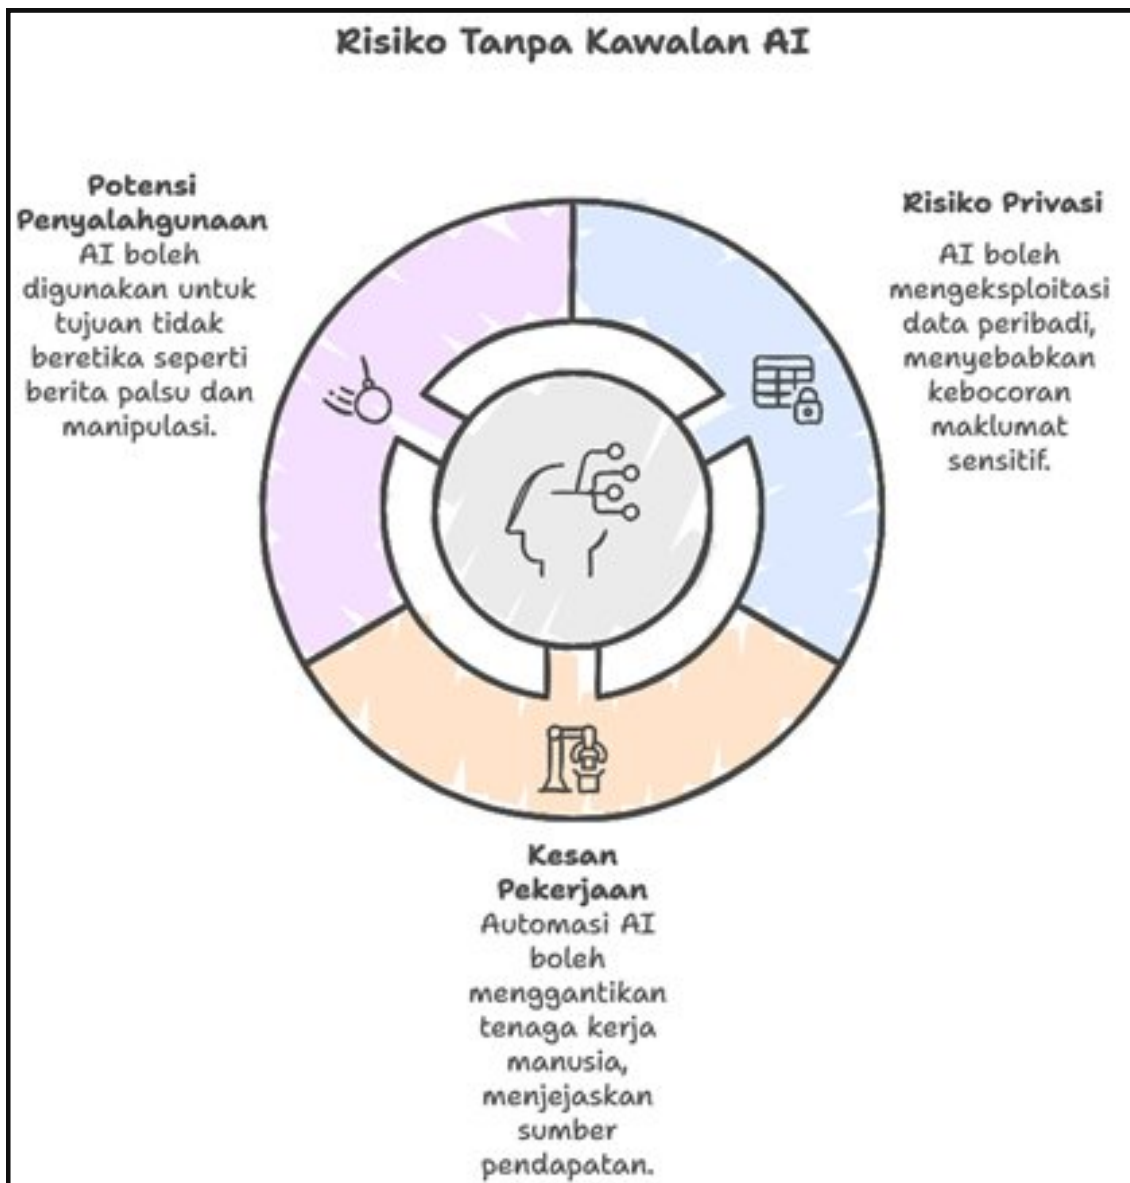 Risiko Tanpa Kawalan AI
Potensi
Penyalahgunaan
AI boleh
digunakan untuk
tujuan tidak
beretika seperti
berita palsu dan
manipulasi.
Risiko Privasi
AI boleh
mengeksploitasi
data peribadi,
menyebabkan
kebocoran
maklumat
sensitif.
Kesan
Pekerjaan
Automasi AI
boleh
menggantikan
tenaga kerja
manusia,
menjejaskan
sumber
pendapatan.